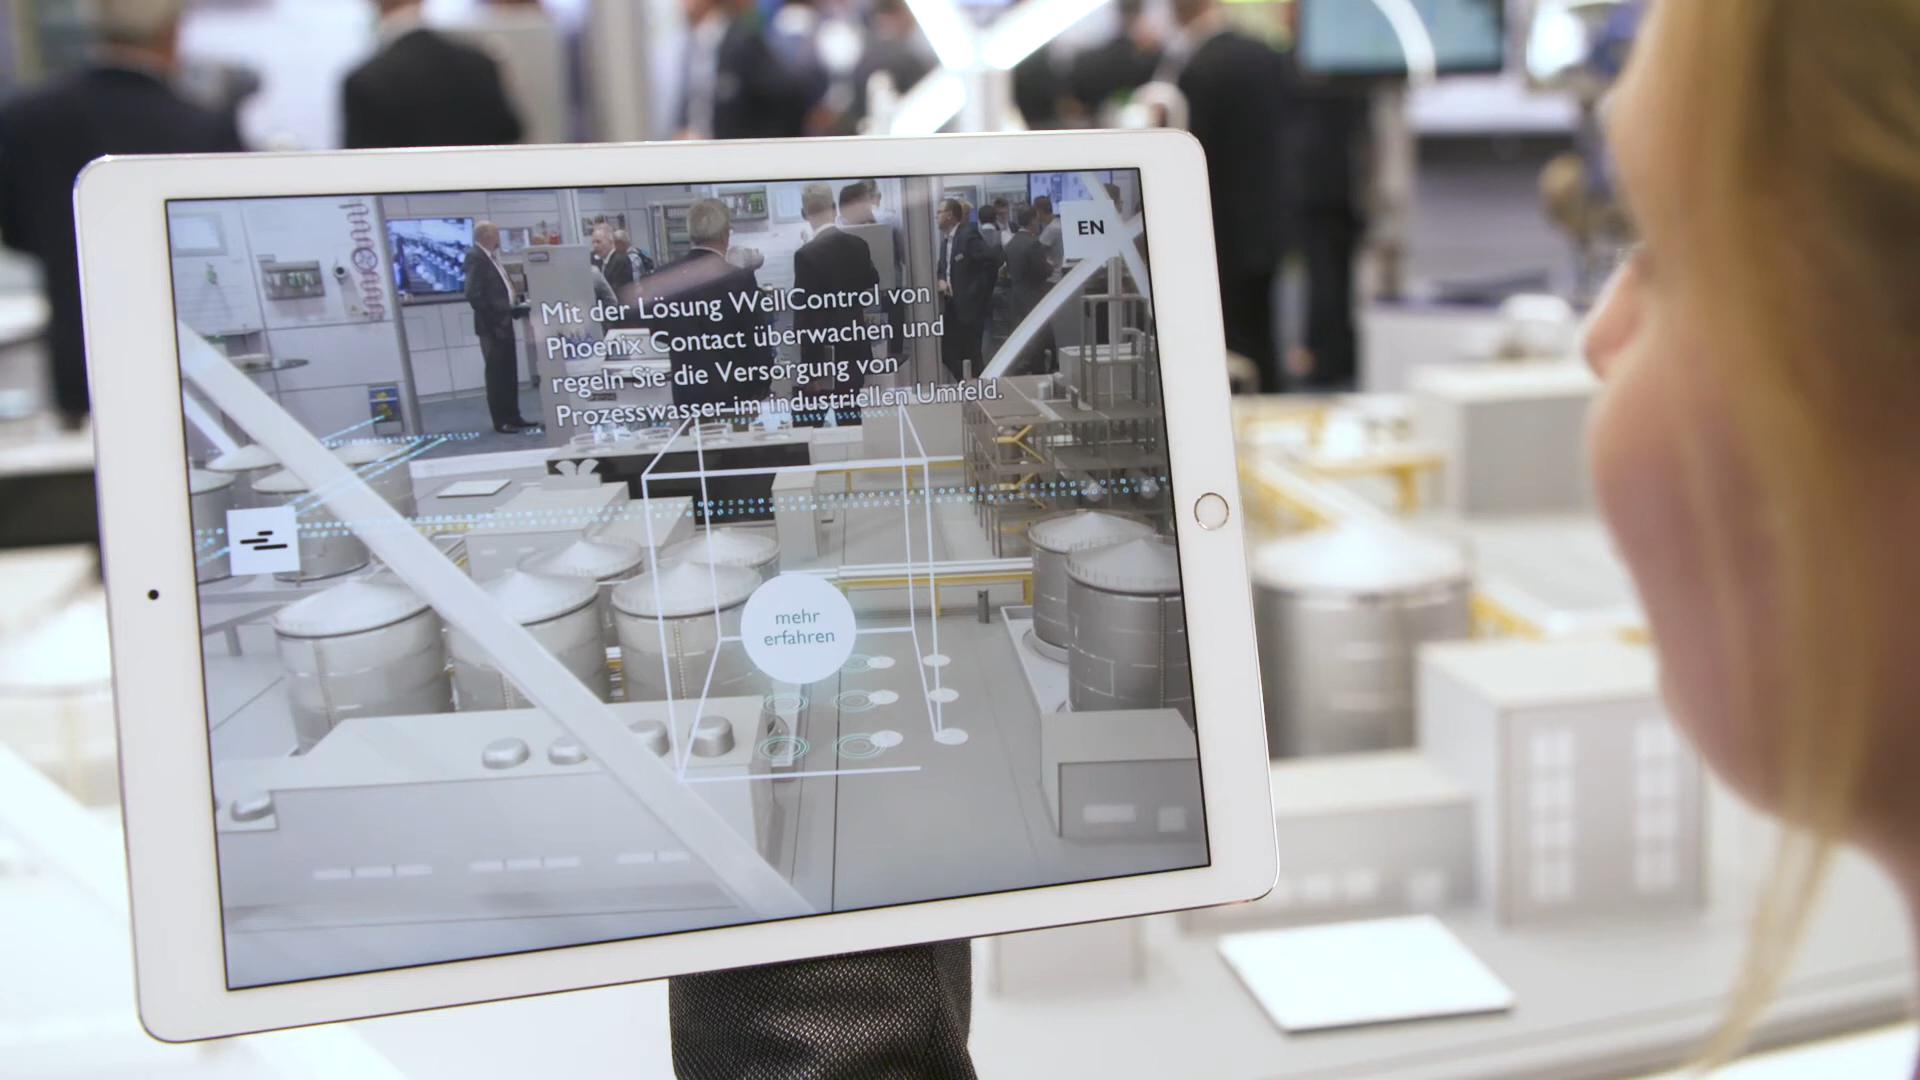 EN
Mit der Lösung WellControl von
Phoenix Contact überwachen und
regeln Sie die Versorgung von
Prozesswasser im industriellen Umfeld.
mehr
erfahren